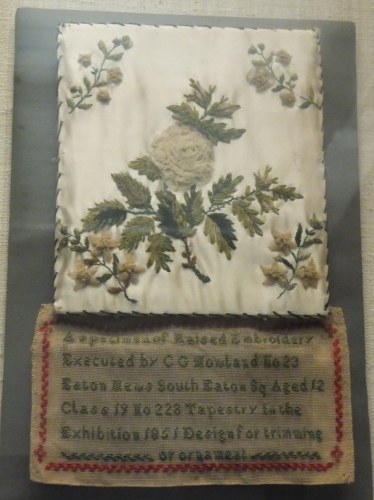 A specimen of Raised Embroidery
Executed by C G Howland No 23
Eaton Mews South Eaton Sq Aged 12
Class 19 No 228 Tapestry in the
Exhibition 1851 Design for trimming
or ornament